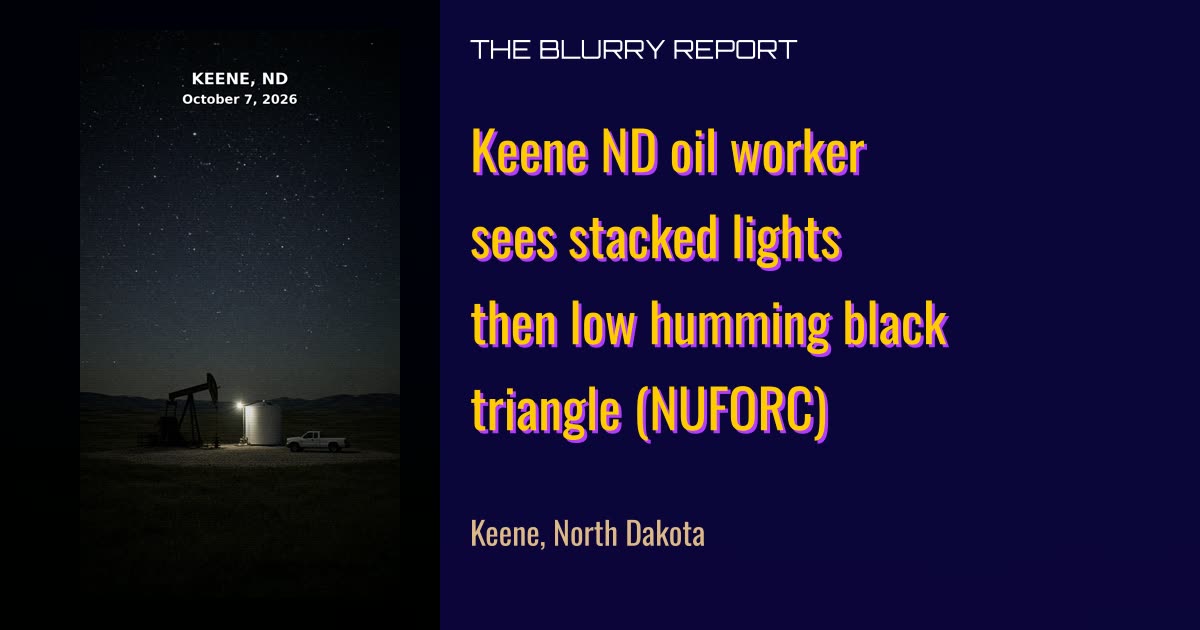 KEENE, ND
October 7, 2026
THE BLURRY REPORT
Keene ND oil worker
sees stacked lights
then low humming black
triangle (NUFORC)
Keene, North Dakota